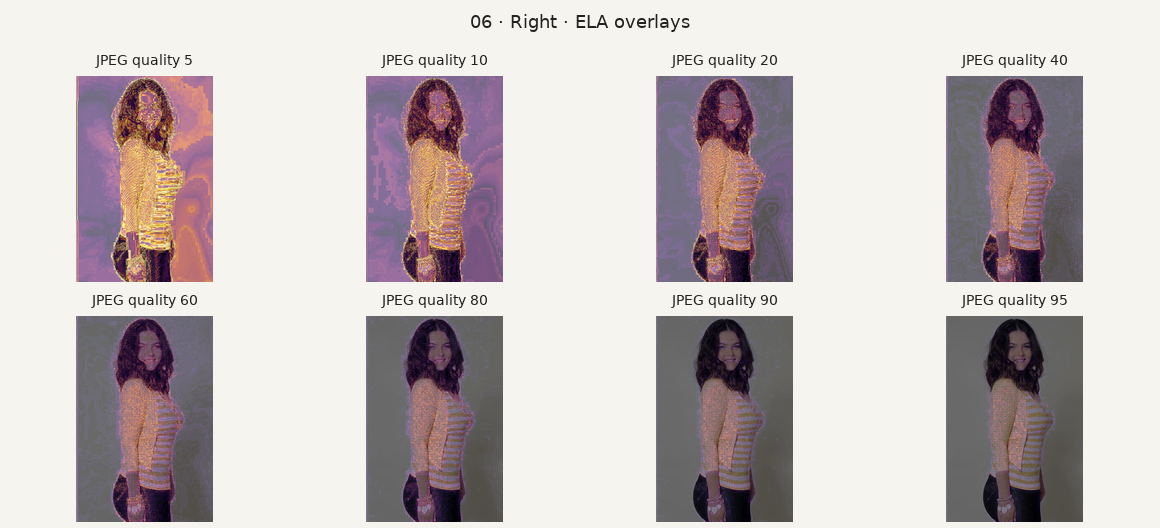 06 · Right · ELA overlays
JPEG quality 5
JPEG quality 10
JPEG quality 20
JPEG quality 40
JPEG quality 60
JPEG quality 80
JPEG quality 90
JPEG quality 95